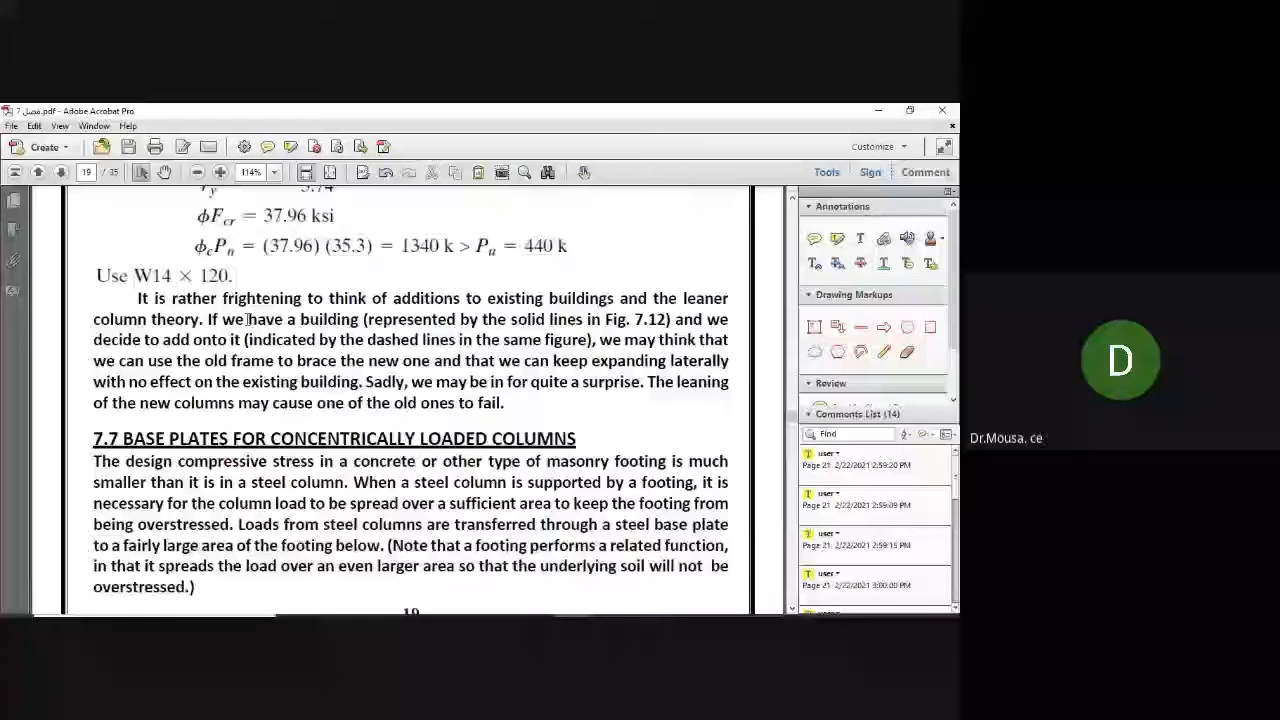 فصل 7.pdf - Adobe Acrobat Pro
File Edit View Window Help
Create
Customize
19 / 35
114%
Tools Sign Comment
ϕFcr = 37.96 ksi
ϕcPn = (37.96) (35.3) = 1340 k > Pu = 440 k
Use W14 × 120.
It is rather frightening to think of additions to existing buildings and the leaner
column theory. If we have a building (represented by the solid lines in Fig. 7.12) and we
decide to add onto it (indicated by the dashed lines in the same figure), we may think that
we can use the old frame to brace the new one and that we can keep expanding laterally
with no effect on the existing building. Sadly, we may be in for quite a surprise. The leaning
of the new columns may cause one of the old ones to fail.
7.7 BASE PLATES FOR CONCENTRICALLY LOADED COLUMNS
The design compressive stress in a concrete or other type of masonry footing is much
smaller than it is in a steel column. When a steel column is supported by a footing, it is
necessary for the column load to be spread over a sufficient area to keep the footing from
being overstressed. Loads from steel columns are transferred through a steel base plate
to a fairly large area of the footing below. (Note that a footing performs a related function,
in that it spreads the load over an even larger area so that the underlying soil will not be
overstressed.)
Annotations
Drawing Markups
Review
Comments List (14)
Find
user
Page 21 2/22/2021 2:59:20 PM
user
Page 21 2/22/2021 2:59:09 PM
user
Page 21 2/22/2021 2:59:15 PM
user
Page 21 2/22/2021 3:00:00 PM
D
Dr.Mousa. ce